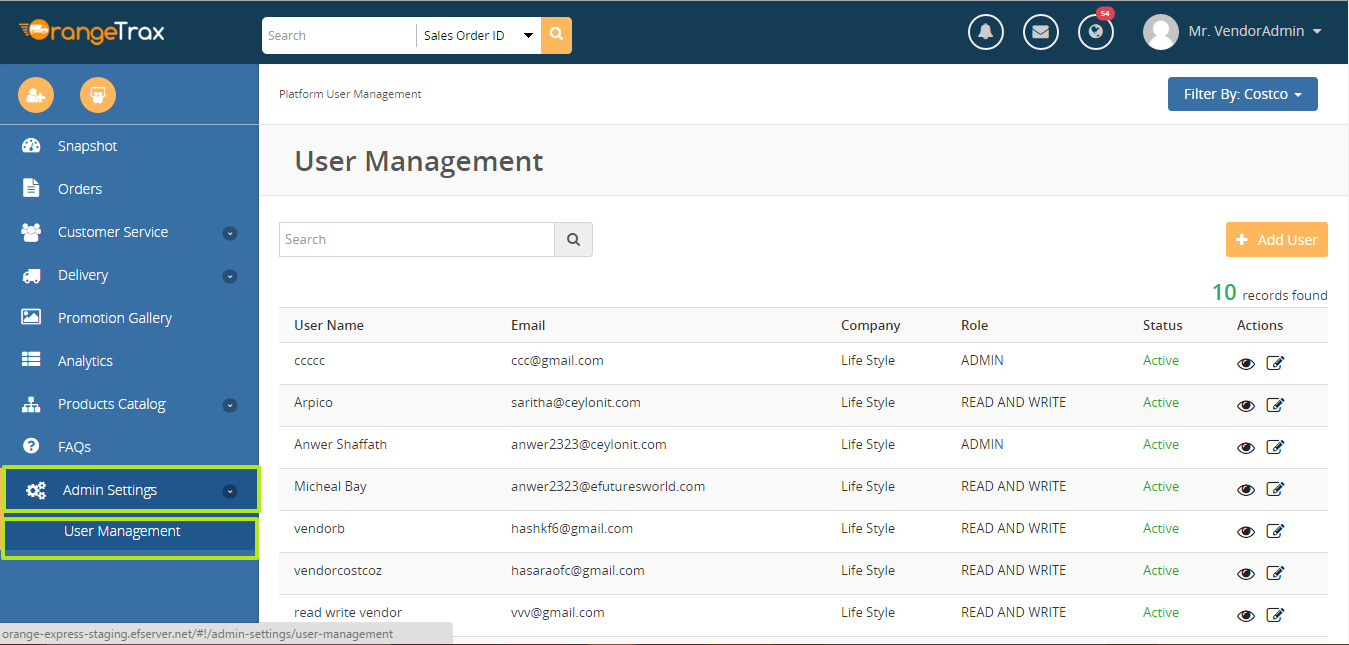 OrangeTrax
Search Sales Order ID
54
Mr. VendorAdmin
Platform User Management
Filter By: Costco
Snapshot
Orders
Customer Service
Delivery
Promotion Gallery
Analytics
Products Catalog
FAQs
Admin Settings
User Management
User Management
Search
Add User
10 records found
User Name Email Company Role Status Actions
ccccc ccc@gmail.com Life Style ADMIN Active
Arpico saritha@ceylonit.com Life Style READ AND WRITE Active
Anwer Shaffath anwer2323@ceylonit.com Life Style ADMIN Active
Micheal Bay anwer2323@efuturesworld.com Life Style READ AND WRITE Active
vendorb hashkf6@gmail.com Life Style READ AND WRITE Active
vendorcostcoz hasaraofc@gmail.com Life Style READ AND WRITE Active
read write vendor vvv@gmail.com Life Style READ AND WRITE Active
orange-express-staging.efserver.net/#!/admin-settings/user-management